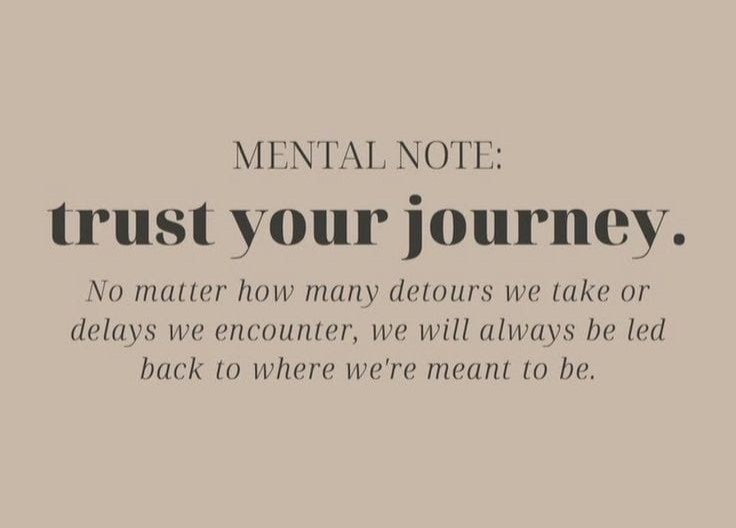 MENTAL NOTE:
trust your journey.
No matter how many detours we take or
delays we encounter, we will always be led
back to where we're meant to be.